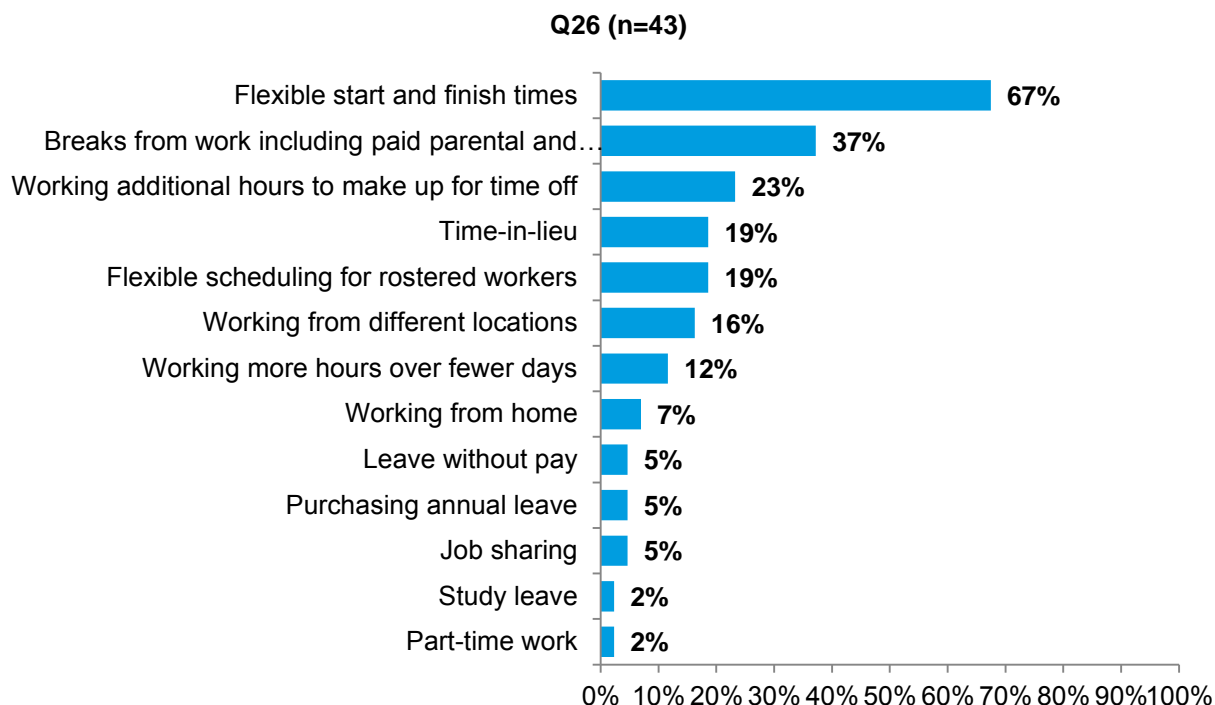 Q26 (n=43)
Flexible start and finish times 67%
Breaks from work including paid parental and… 37%
Working additional hours to make up for time off 23%
Time-in-lieu 19%
Flexible scheduling for rostered workers 19%
Working from different locations 16%
Working more hours over fewer days 12%
Working from home 7%
Leave without pay 5%
Purchasing annual leave 5%
Job sharing 5%
Study leave 2%
Part-time work 2%
0% 10% 20% 30% 40% 50% 60% 70% 80% 90% 100%